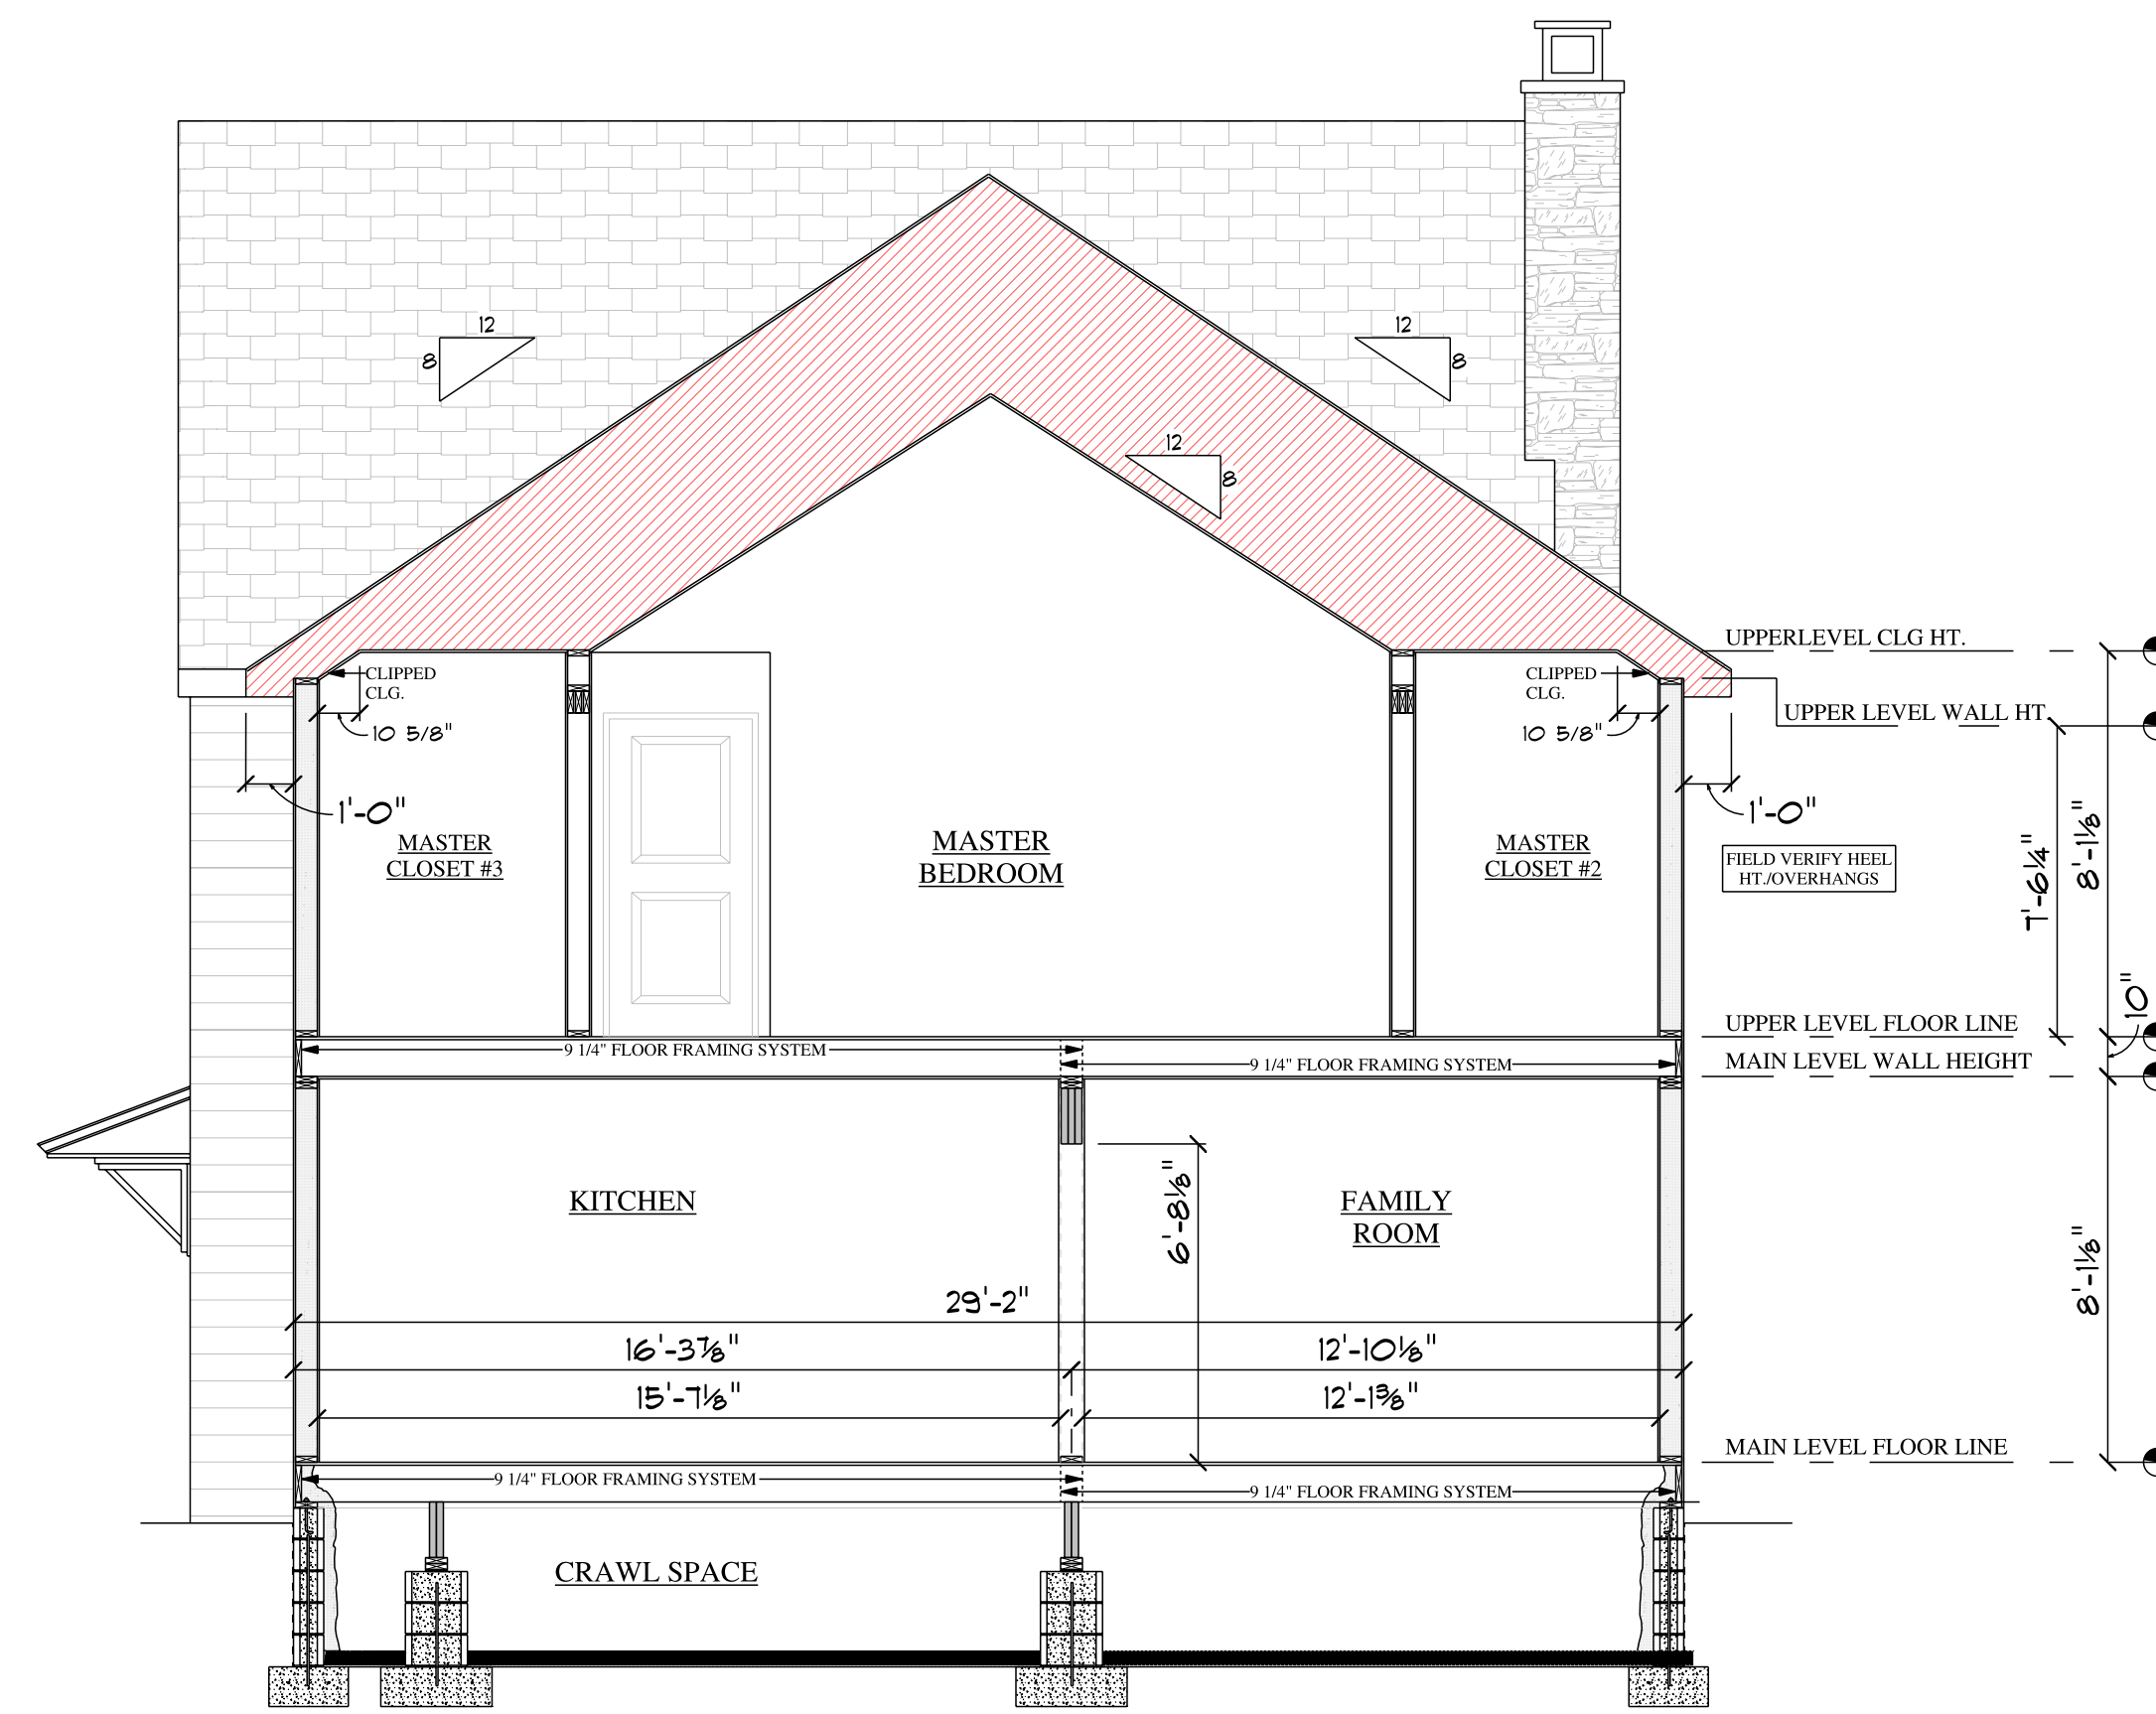 12
8
12
8
12
8
UPPERLEVEL CLG HT.
CLIPPED
CLG.
CLIPPED
CLG.
UPPER LEVEL WALL HT.
10 5/8"
10 5/8"
1'-0"
1'-0"
MASTER
CLOSET #3
MASTER
BEDROOM
MASTER
CLOSET #2
FIELD VERIFY HEEL
HT./OVERHANGS
7'-6¼"
8'-1⅛"
10"
UPPER LEVEL FLOOR LINE
9 1/4" FLOOR FRAMING SYSTEM
9 1/4" FLOOR FRAMING SYSTEM
MAIN LEVEL WALL HEIGHT
KITCHEN
6'-8⅛"
FAMILY
ROOM
8'-1⅛"
29'-2"
16'-3⅞"
12'-10⅛"
15'-7⅛"
12'-1⅜"
MAIN LEVEL FLOOR LINE
9 1/4" FLOOR FRAMING SYSTEM
9 1/4" FLOOR FRAMING SYSTEM
CRAWL SPACE